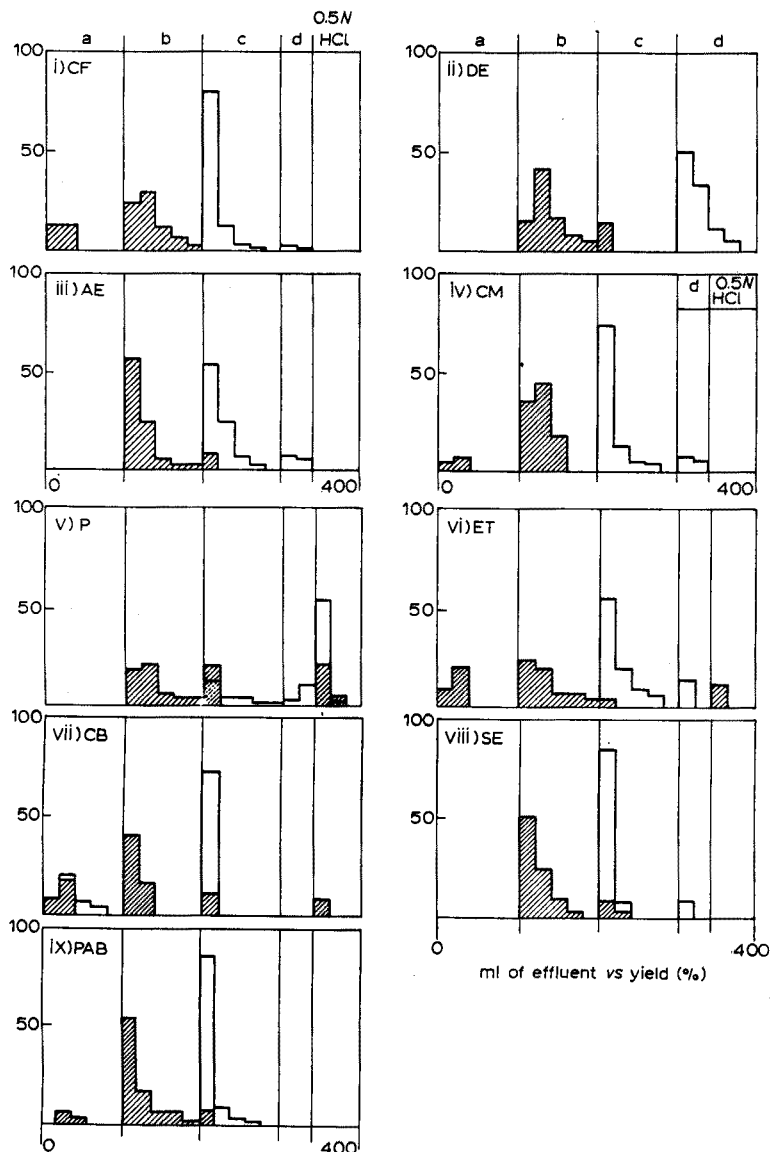 0.5N
a b c d HCl
100
i) CF
50
a b c d
100
ii) DE
50
100
iii) AE
50
0 400
100
iv) CM
d 0.5N
HCl
50
0 400
100
v) P
50
100
vi) ET
50
100
vii) CB
50
100
viii) SE
50
0 400
ml of effluent vs yield (%)
100
ix) PAB
50
0 400